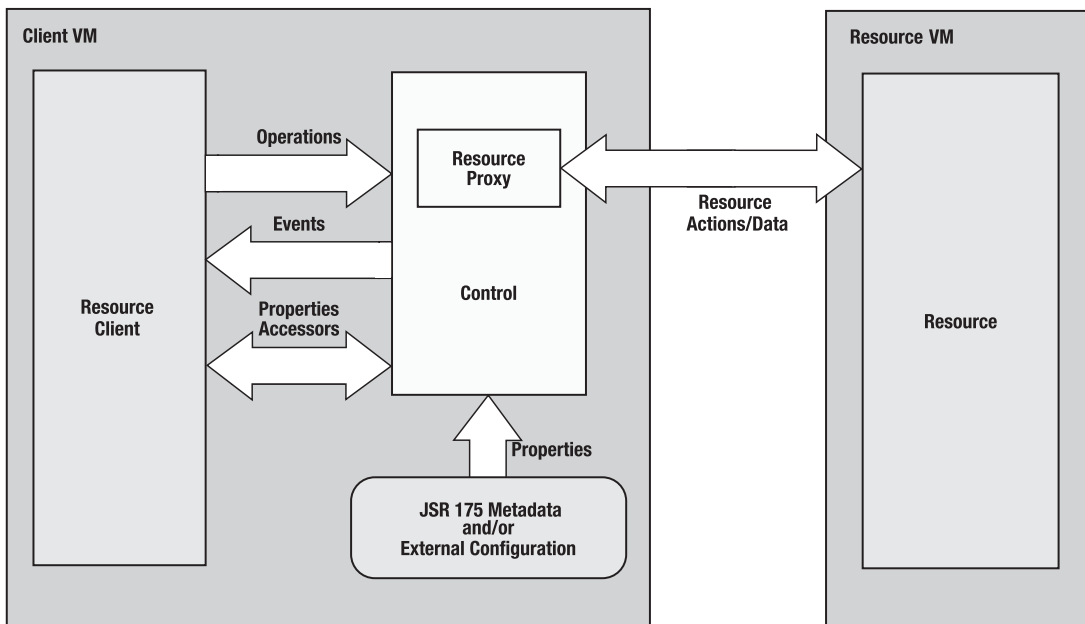 Client VM
Resource VM
Operations
Resource
Proxy
Resource
Actions/Data
Events
Control
Resource
Client
Properties
Accessors
Resource
Properties
JSR 175 Metadata
and/or
External Configuration